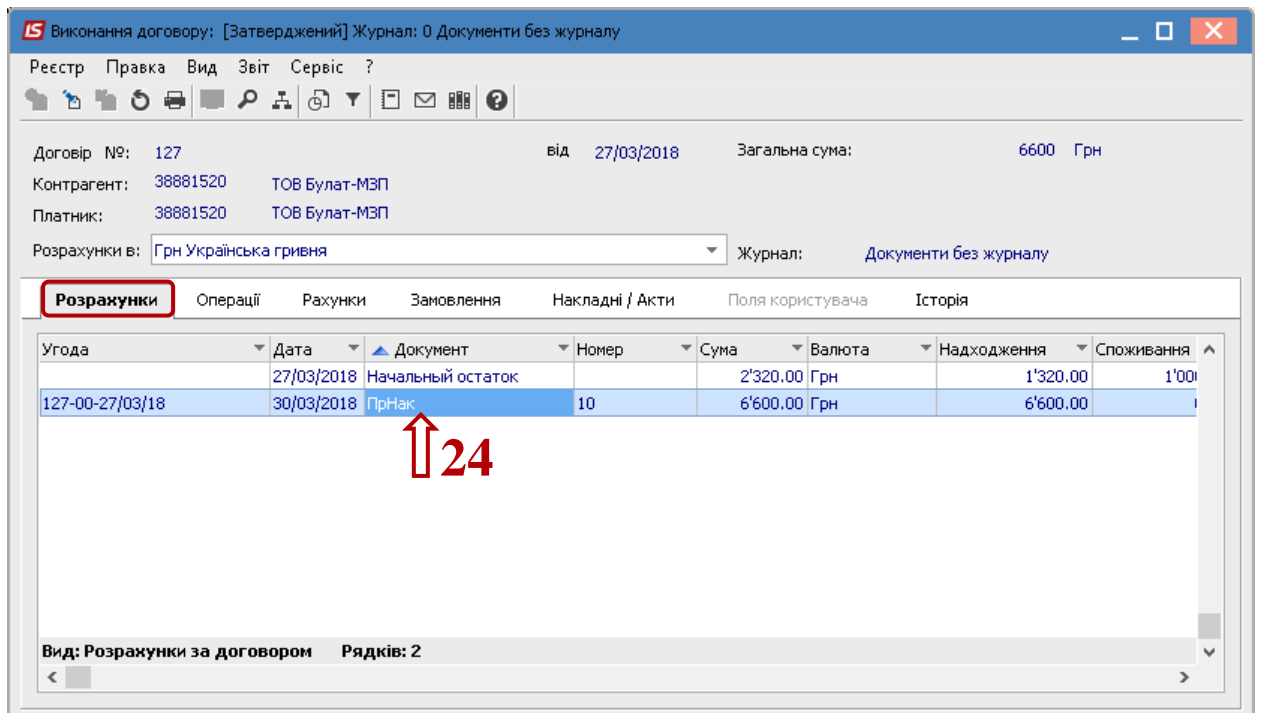 IS Виконання договору: [Затверджений] Журнал: 0 Документи без журналу
Реєстр Правка Вид Звіт Сервіс ?
Договір №: 127 від 27/03/2018 Загальна сума: 6600 Грн
Контрагент: 38881520 ТОВ Булат-МЗП
Платник: 38881520 ТОВ Булат-МЗП
Розрахунки в: Грн Українська гривня Журнал: Документи без журналу
Розрахунки Операції Рахунки Замовлення Накладні / Акти Поля користувача Історія
Угода Дата Документ Номер Сума Валюта Надходження Споживання
27/03/2018 Начальный остаток 2'320.00 Грн 1'320.00 1'00
127-00-27/03/18 30/03/2018 ПрНак 10 6'600.00 Грн 6'600.00
24
Вид: Розрахунки за договором Рядків: 2